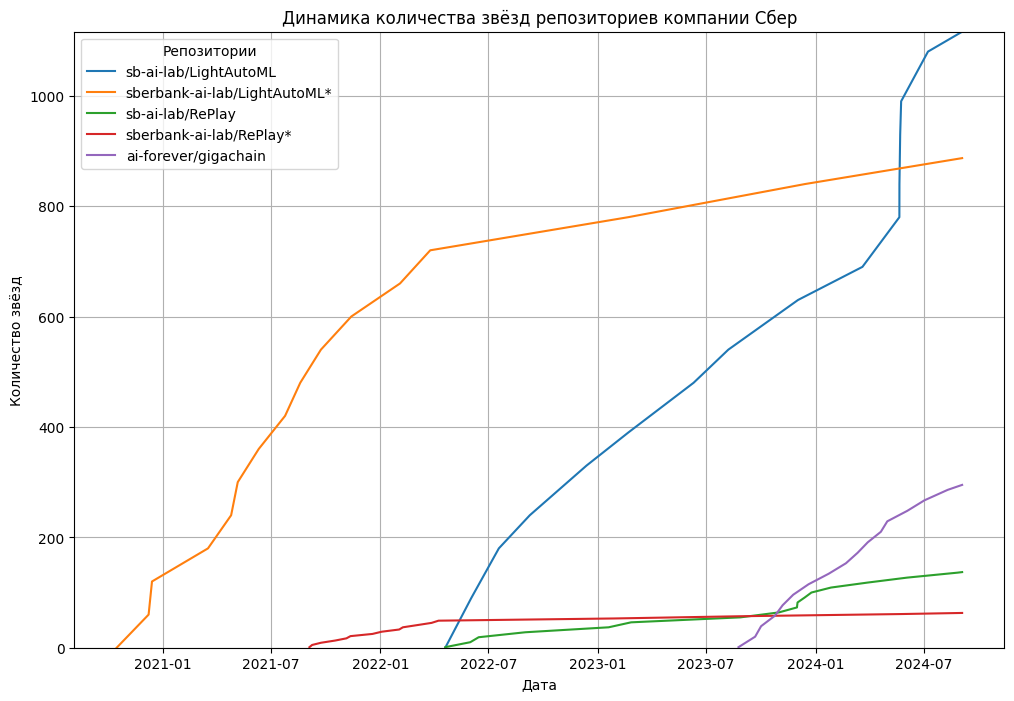 Динамика количества звёзд репозиториев компании Сбер
Репозитории
sb-ai-lab/LightAutoML
sberbank-ai-lab/LightAutoML*
sb-ai-lab/RePlay
sberbank-ai-lab/RePlay*
ai-forever/gigachain
Количество звёзд
1000
800
600
400
200
0
2021-01 2021-07 2022-01 2022-07 2023-01 2023-07 2024-01 2024-07
Дата